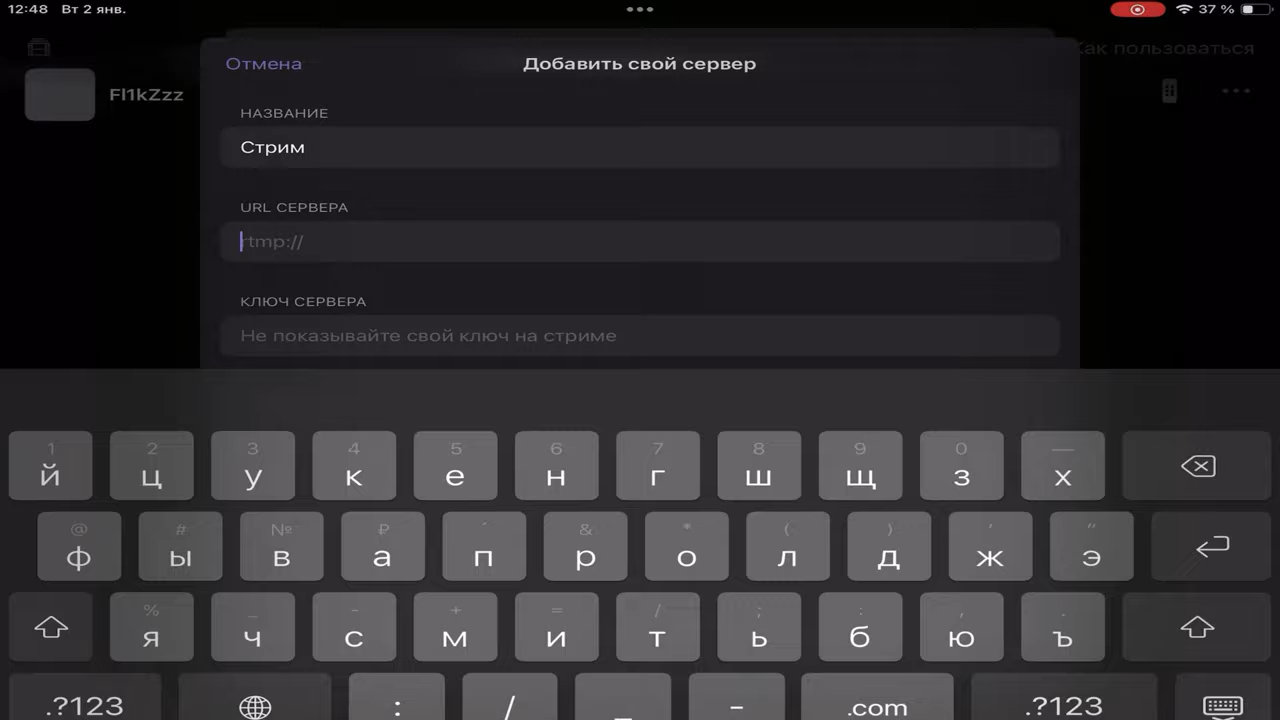 12:48 Вт 2 янв.
37 %
Как пользоваться
Отмена
Добавить свой сервер
Fl1kZzz
НАЗВАНИЕ
Стрим
URL СЕРВЕРА
rtmp://
КЛЮЧ СЕРВЕРА
Не показывайте свой ключ на стриме
1 2 3 4 5 6 7 8 9 0 —
й ц у к е н г ш щ з х
@ # № ₽ ´ & * ( ) ' "
ф ы в а п р о л д ж э
% _ - + = / ; : , .
я ч с м и т ь б ю ъ
.?123 : / _ - .com .?123